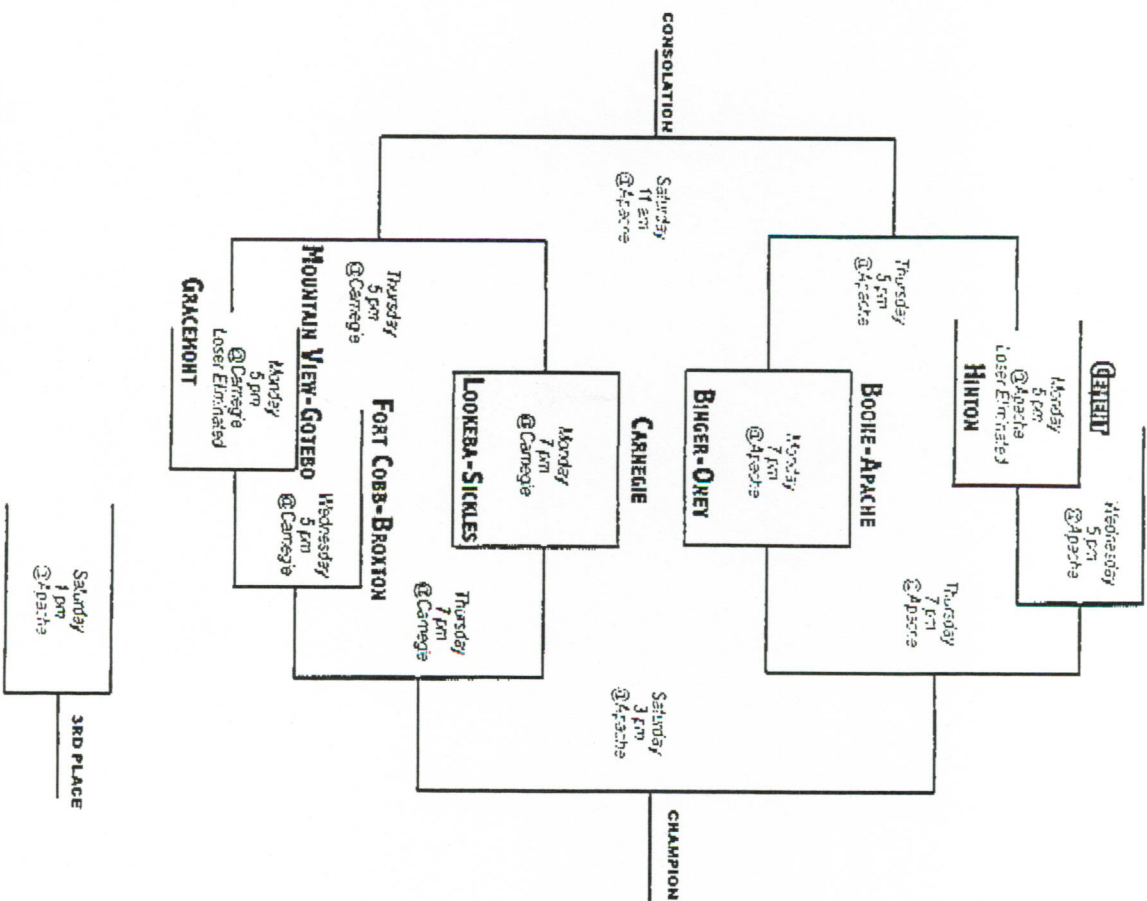 CEMENT
Monday
5 pm
@Apache
Loser Eliminated
HINTON
Wednesday
5 pm
@Apache
Thursday
5 pm
@Apache
Thursday
7 pm
@Apache
BOONE-APACHE
Monday
7 pm
@Apache
BINGER-ONEY
CONSOLATION
Saturday
11 am
@Apache
Saturday
3 pm
@Apache
CHAMPION
CARNEGIE
Monday
7 pm
@Carnegie
LOOKEBA-SICKLES
Thursday
5 pm
@Carnegie
Thursday
7 pm
@Carnegie
FORT COBB-BROXTON
Wednesday
5 pm
@Carnegie
MOUNTAIN VIEW-GOTEBO
Monday
5 pm
@Carnegie
Loser Eliminated
GRACEMONT
Saturday
1 pm
@Apache
3RD PLACE